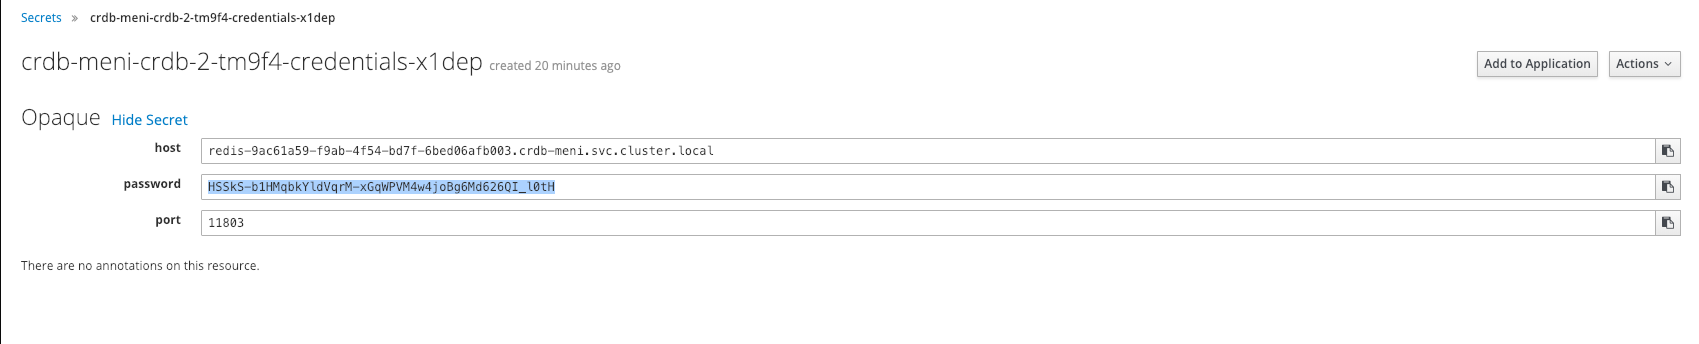 Secrets » crdb-meni-crdb-2-tm9f4-credentials-x1dep
crdb-meni-crdb-2-tm9f4-credentials-x1dep created 20 minutes ago
Add to Application Actions
Opaque Hide Secret
host redis-9ac61a59-f9ab-4f54-bd7f-6bed06afb003.crdb-meni.svc.cluster.local
password HSSkS-b1HMqbkYldVqrM-xGqWPVM4w4joBg6Md626QI_l0tH
port 11803
There are no annotations on this resource.